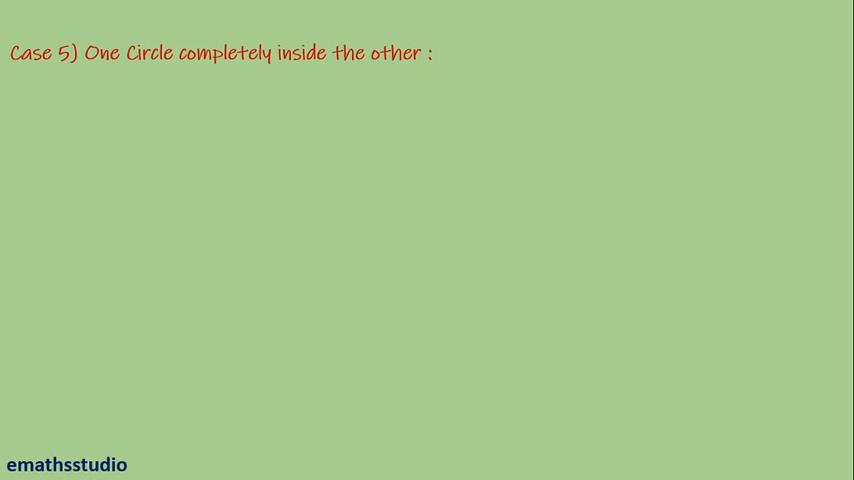 Case 5) One Circle completely inside the other :
emathsstudio